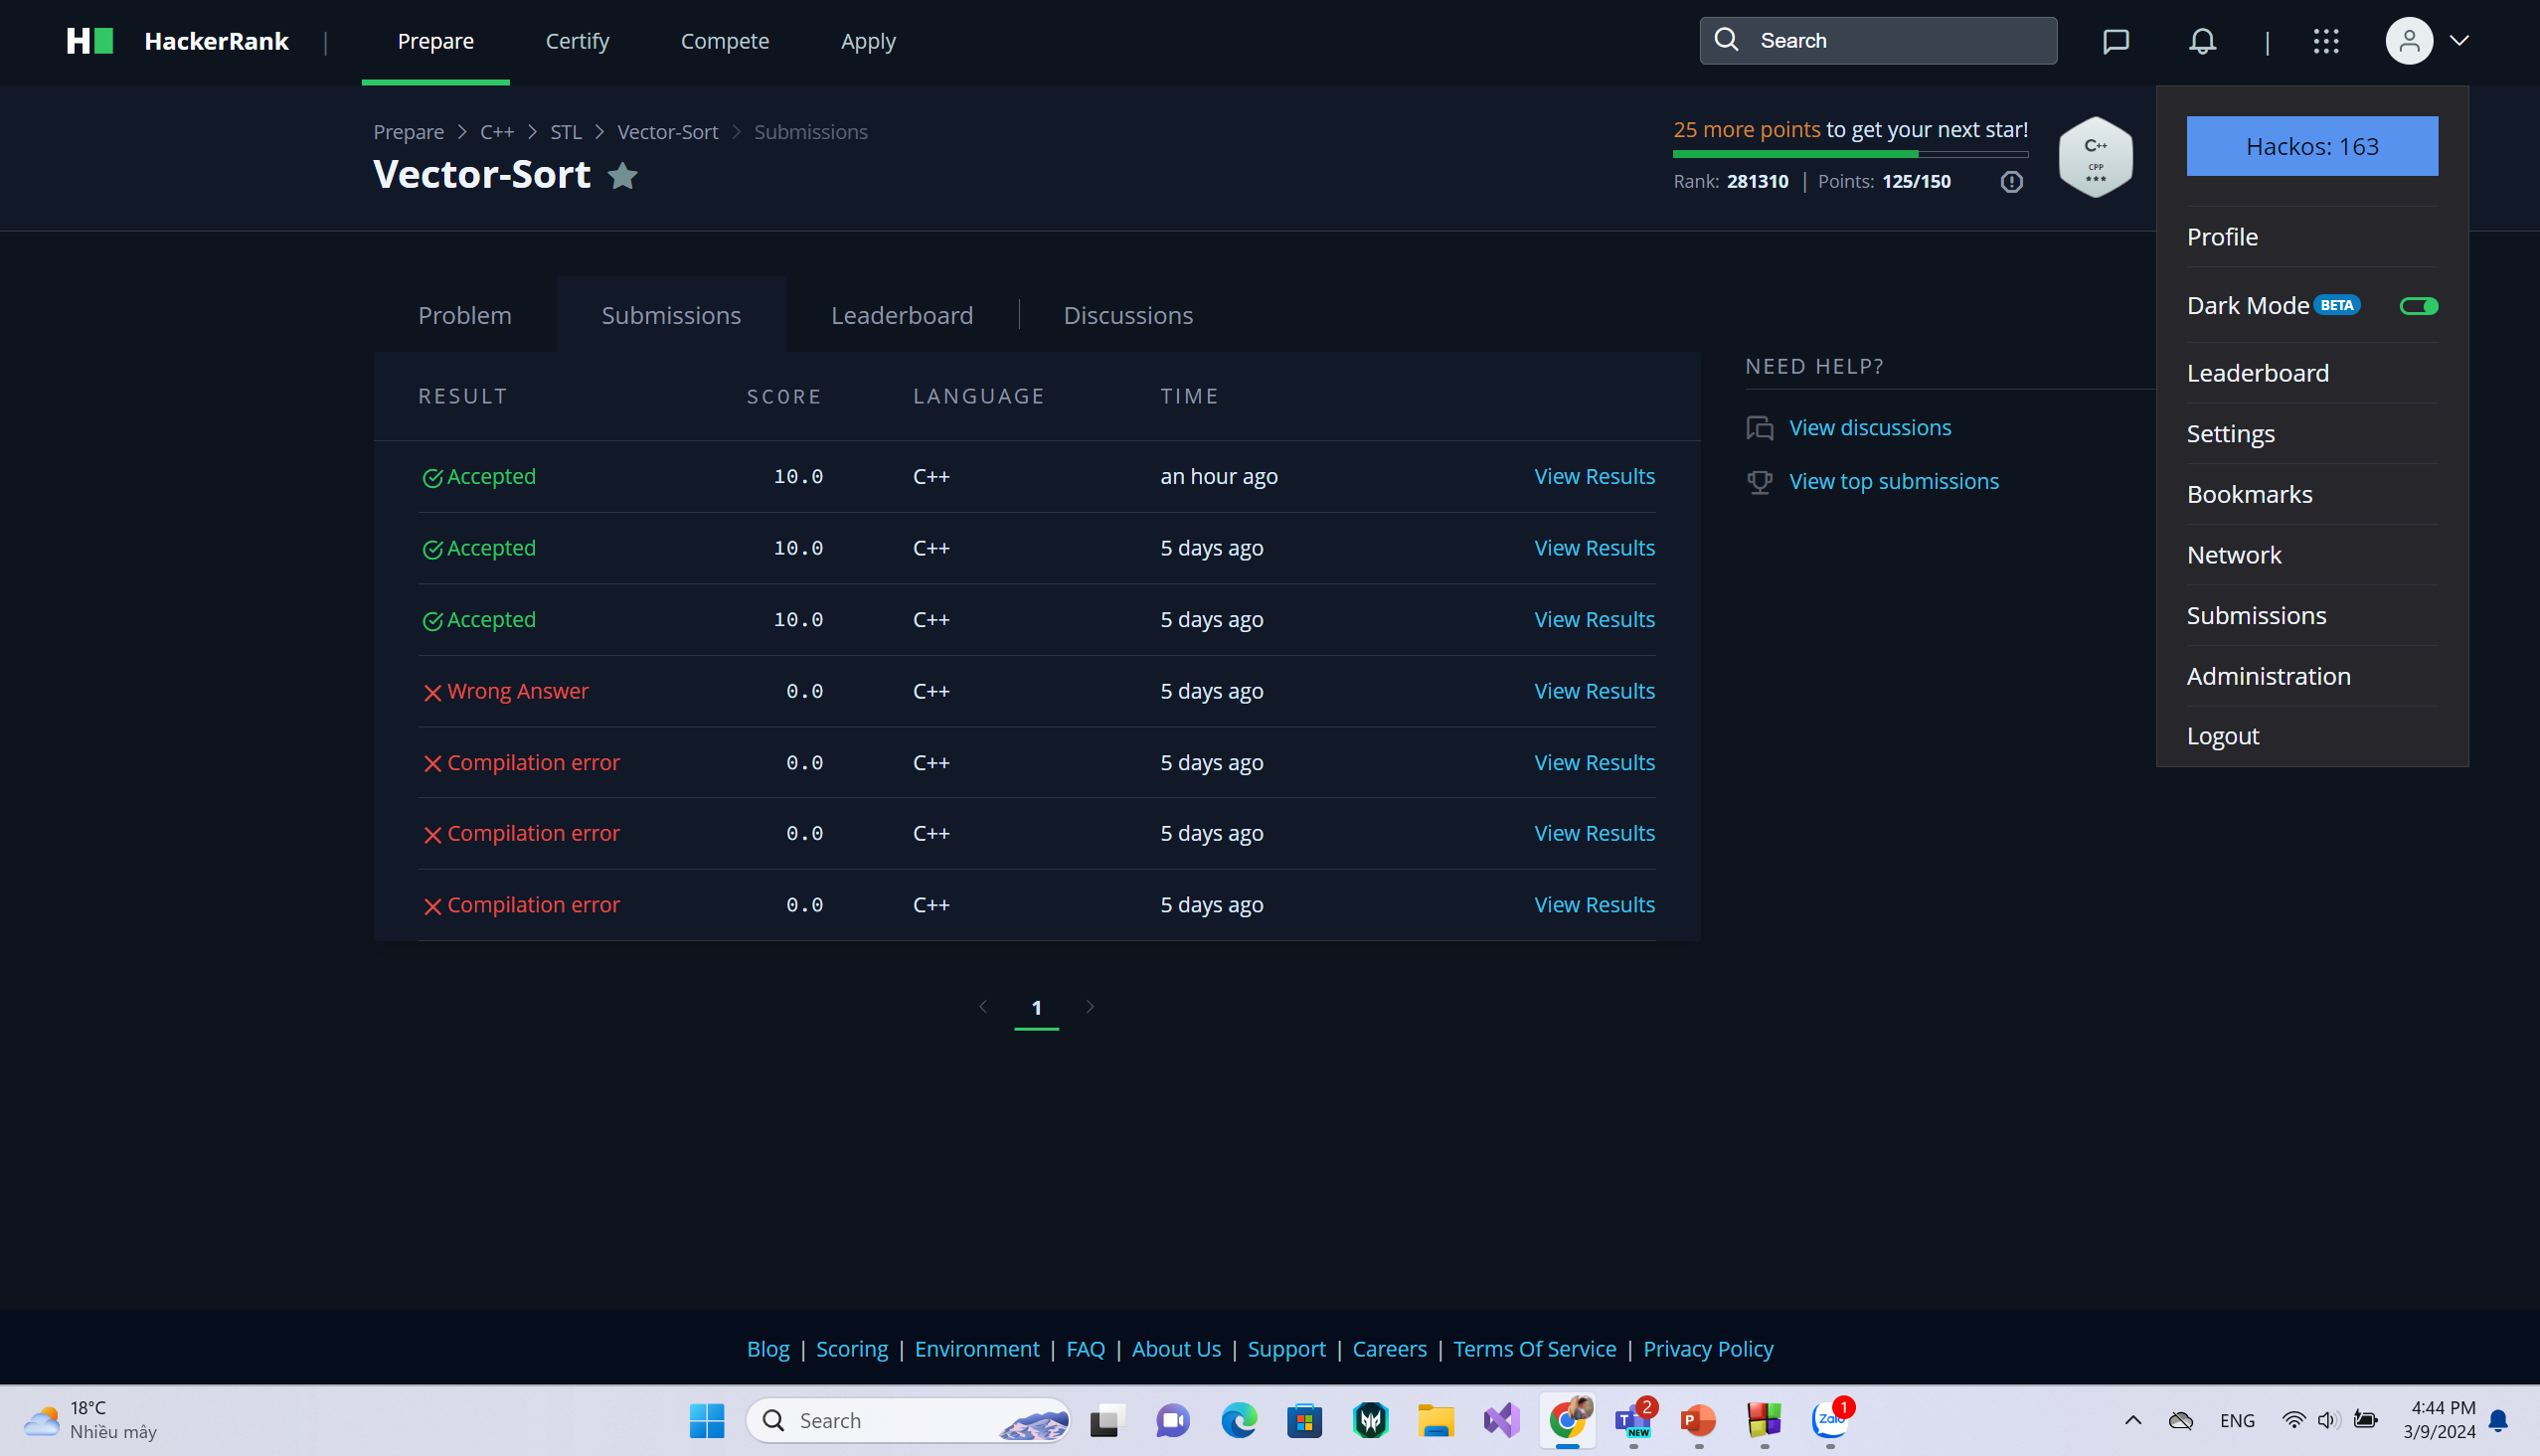 H HackerRank | Prepare Certify Compete Apply Search |
Prepare > C++ > STL > Vector-Sort > Submissions
Vector-Sort
25 more points to get your next star!
Rank: 281310 | Points: 125/150
C++
CPP
Hackos: 163
Profile
Dark Mode BETA
Leaderboard
Settings
Bookmarks
Network
Submissions
Administration
Logout
Problem Submissions Leaderboard Discussions
RESULT SCORE LANGUAGE TIME
Accepted 10.0 C++ an hour ago View Results
Accepted 10.0 C++ 5 days ago View Results
Accepted 10.0 C++ 5 days ago View Results
Wrong Answer 0.0 C++ 5 days ago View Results
Compilation error 0.0 C++ 5 days ago View Results
Compilation error 0.0 C++ 5 days ago View Results
Compilation error 0.0 C++ 5 days ago View Results
NEED HELP?
View discussions
View top submissions
1
Blog | Scoring | Environment | FAQ | About Us | Support | Careers | Terms Of Service | Privacy Policy
18°C
Nhiều mây
Search
T
2
NEW
P
Zalo
1
ENG
4:44 PM
3/9/2024